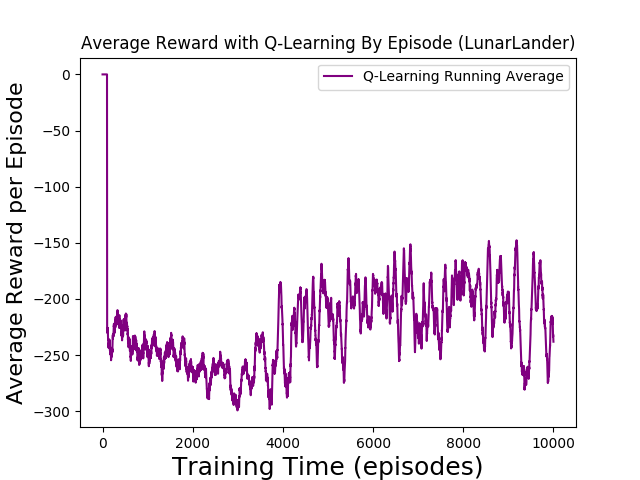 Average Reward with Q-Learning By Episode (LunarLander)
Q-Learning Running Average
Average Reward per Episode
0
−50
−100
−150
−200
−250
−300
0 2000 4000 6000 8000 10000
Training Time (episodes)